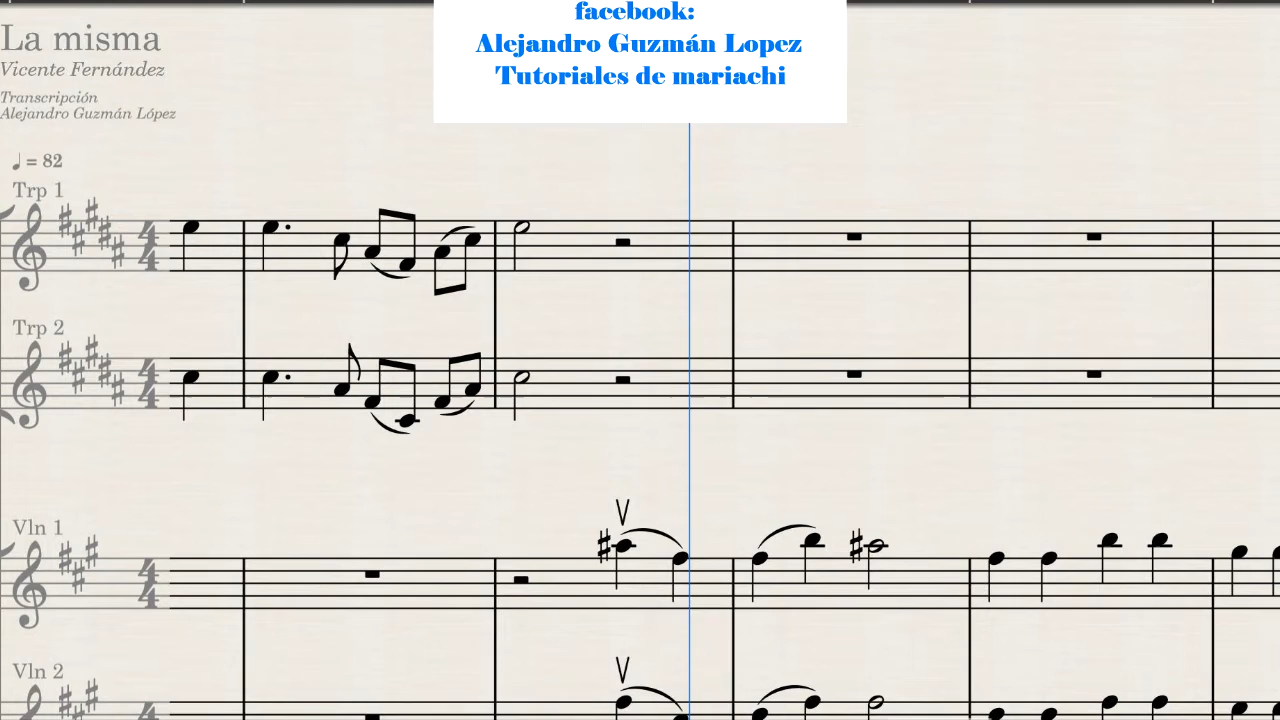 facebook:
Alejandro Guzmán Lopez
Tutoriales de mariachi
La misma
Vicente Fernández
Transcripción
Alejandro Guzmán López
♩ = 82
Trp 1
Trp 2
Vln 1
Vln 2